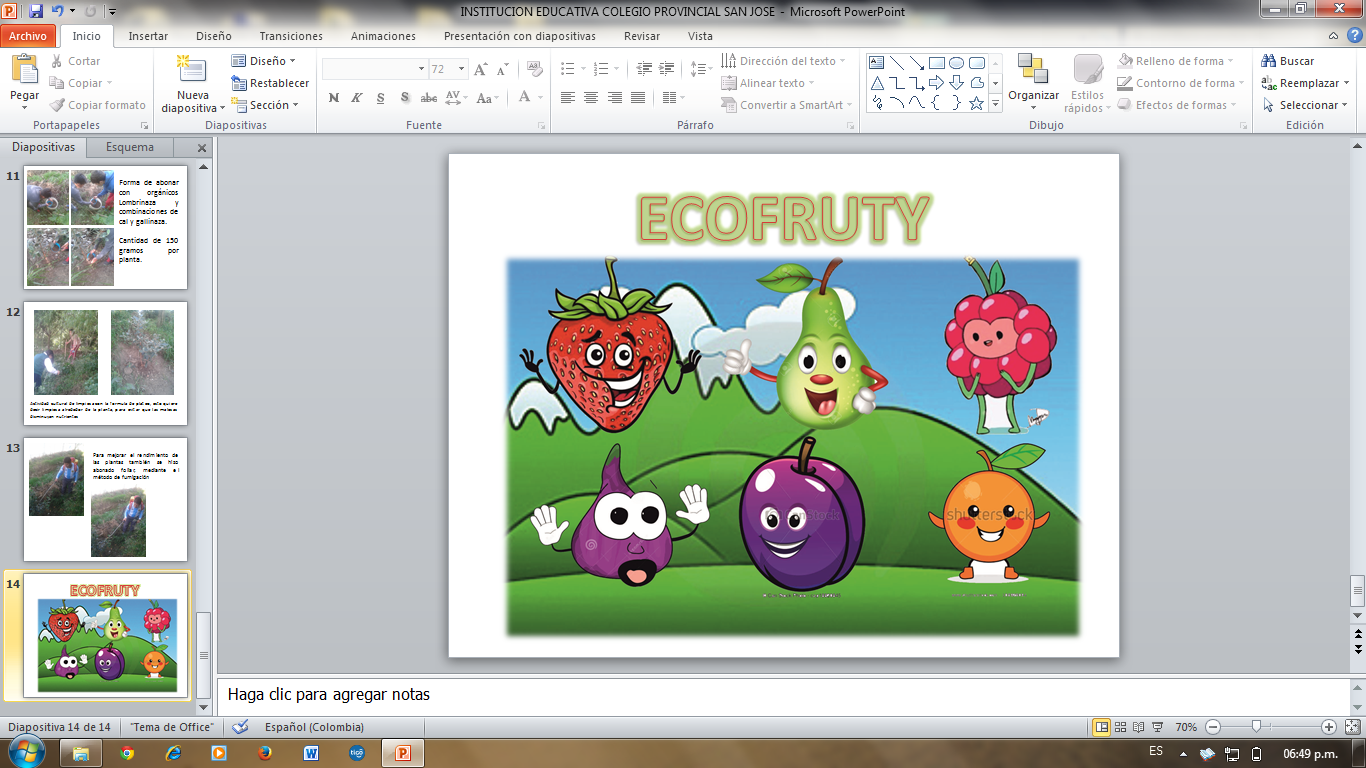 INSTITUCION EDUCATIVA COLEGIO PROVINCIAL SAN JOSE - Microsoft PowerPoint
Archivo Inicio Insertar Diseño Transiciones Animaciones Presentación con diapositivas Revisar Vista
Pegar
Cortar
Copiar
Copiar formato
Portapapeles
Nueva
diapositiva
Diseño
Restablecer
Sección
Diapositivas
72
Fuente
Dirección del texto
Alinear texto
Convertir a SmartArt
Párrafo
Organizar
Estilos
rápidos
Relleno de forma
Contorno de forma
Efectos de formas
Dibujo
Buscar
Reemplazar
Seleccionar
Edición
Diapositivas Esquema
11
Forma de abonar
con orgánicos
Lombrinaza y
combinaciones de
cal y gallinaza.
Cantidad de 150
gramos por
planta.
12
13
Para mejorar el rendimiento de
las plantas también se hizo
abonado foliar, mediante el
método de fumigación
14
ECOFRUTY
ECOFRUTY
shutterstock
Haga clic para agregar notas
Diapositiva 14 de 14 "Tema de Office" Español (Colombia) 70%
tigo
ES 06:49 p.m.